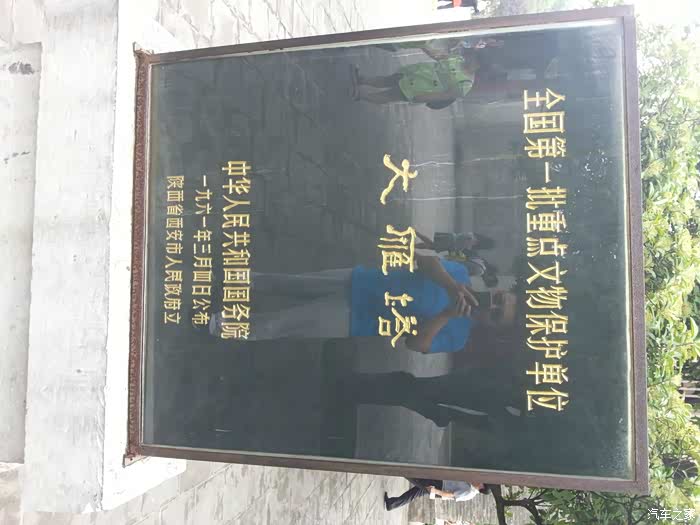 全国第一批重点文物保护单位
大雁塔
中华人民共和国国务院
一九六一年三月四日公布
陕西省西安市人民政府立
汽车之家